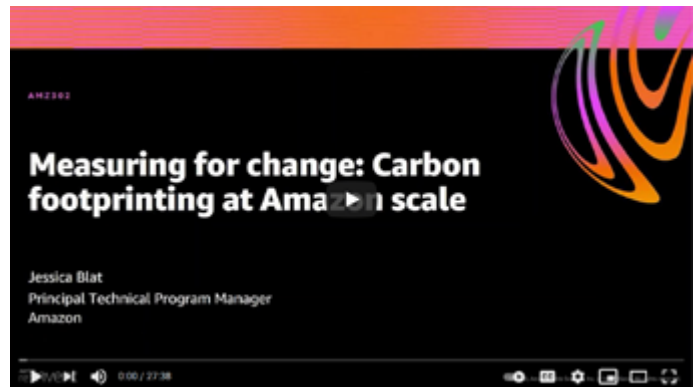 AMZ302
Measuring for change: Carbon
footprinting at Amazon scale
Jessica Blat
Principal Technical Program Manager
Amazon
0:00 / 27:38